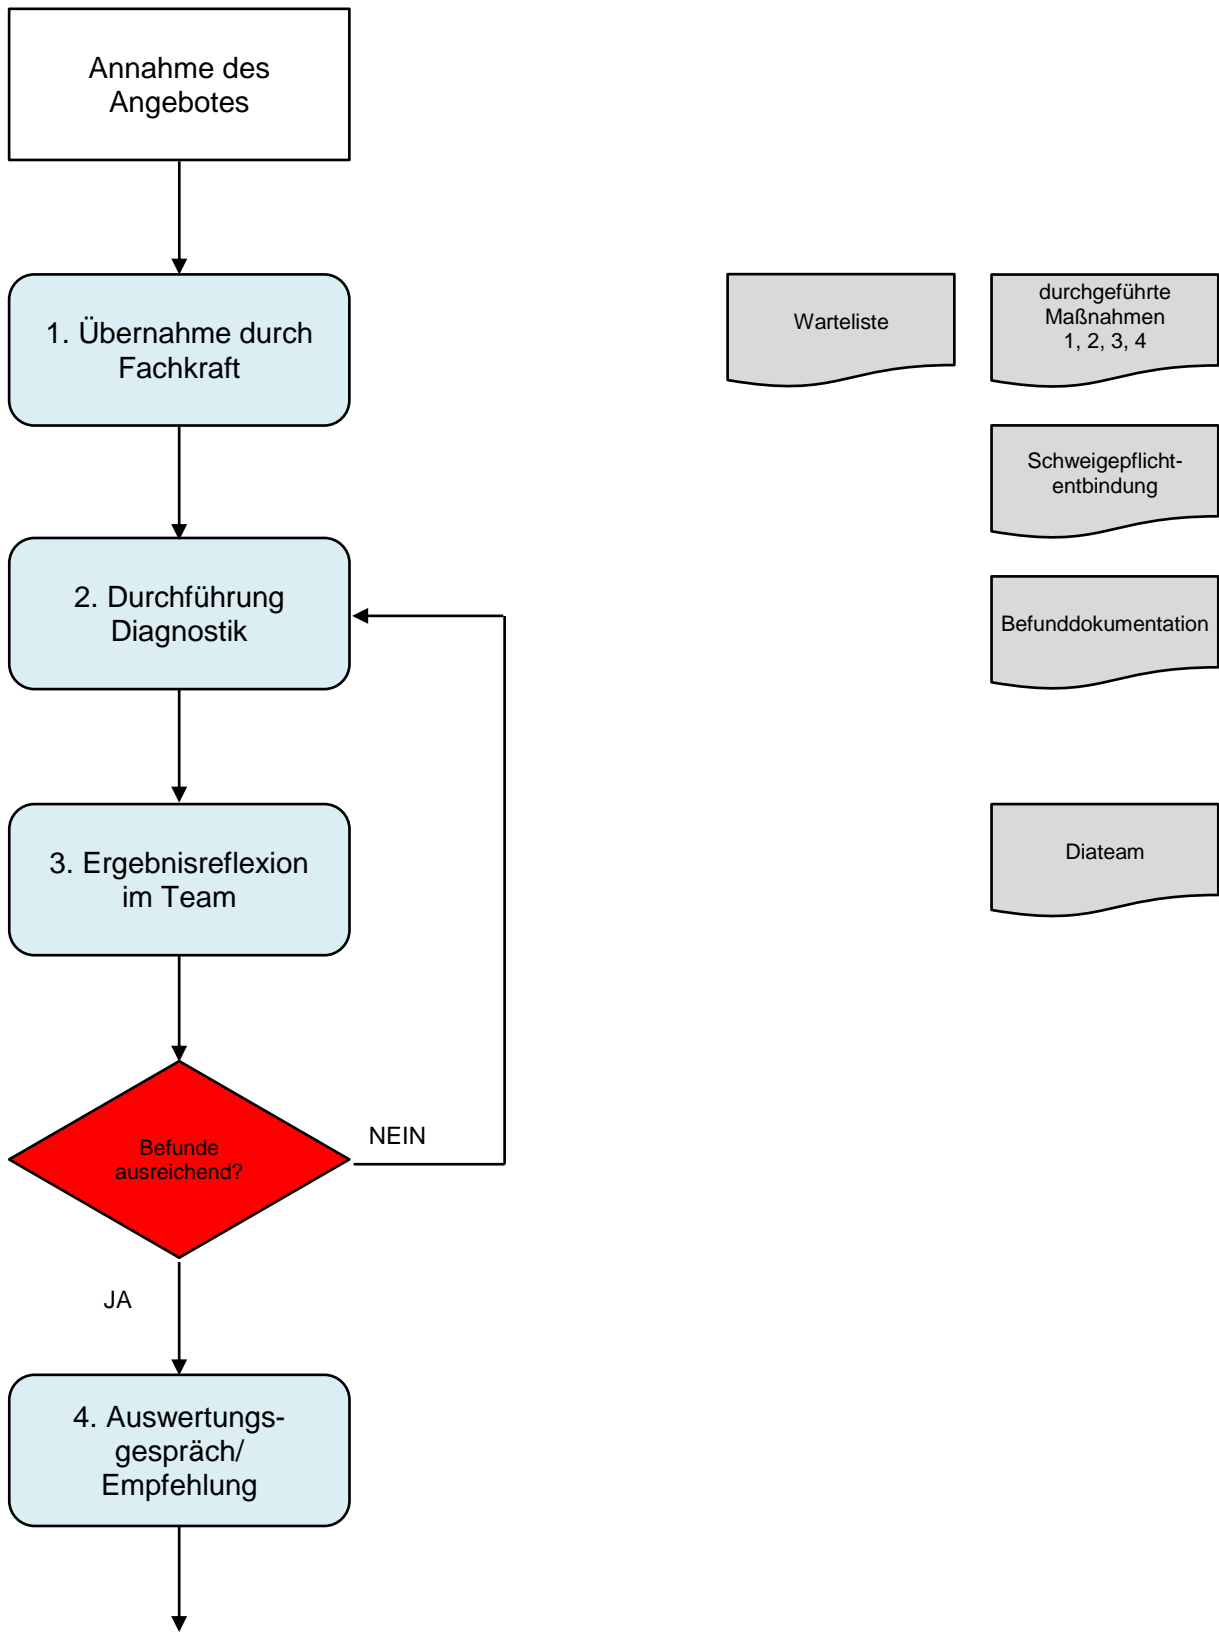 Annahme des
Angebotes
1. Übernahme durch
Fachkraft
Warteliste
durchgeführte
Maßnahmen
1, 2, 3, 4
Schweigepflicht-
entbindung
2. Durchführung
Diagnostik
Befunddokumentation
3. Ergebnisreflexion
im Team
Diateam
Befunde
ausreichend?
NEIN
JA
4. Auswertungs-
gespräch/
Empfehlung